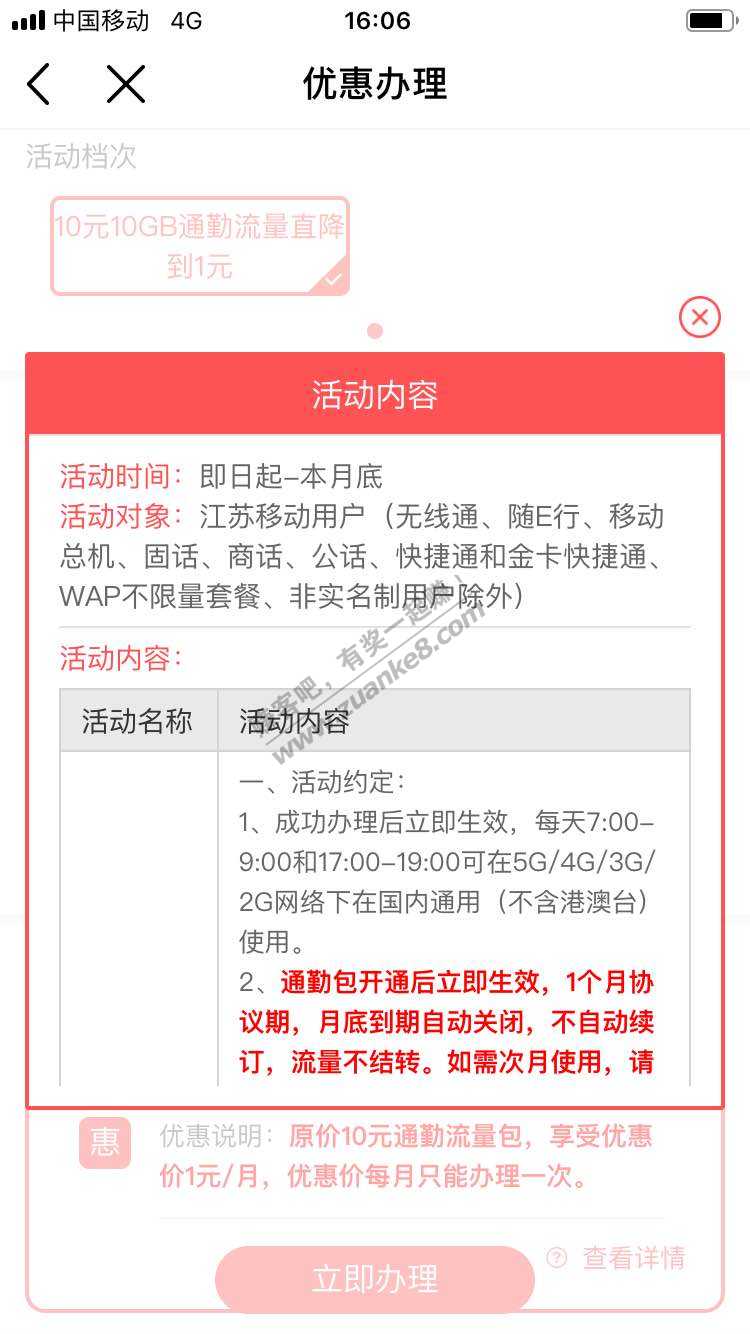 中国移动 4G 16:06
优惠办理
活动档次
10元10GB通勤流量直降
到1元
活动内容
活动时间：即日起-本月底
活动对象：江苏移动用户（无线通、随E行、移动
总机、固话、商话、公话、快捷通和金卡快捷通、
WAP不限量套餐、非实名制用户除外）
活动内容：
活动名称 活动内容
一、活动约定：
1、成功办理后立即生效，每天7:00-
9:00和17:00-19:00可在5G/4G/3G/
2G网络下在国内通用（不含港澳台）
使用。
2、通勤包开通后立即生效，1个月协
议期，月底到期自动关闭，不自动续
订，流量不结转。如需次月使用，请
惠 优惠说明：原价10元通勤流量包，享受优惠
价1元/月，优惠价每月只能办理一次。
? 查看详情
立即办理
客吧，有奖一起赚！
www.zuanke8.com